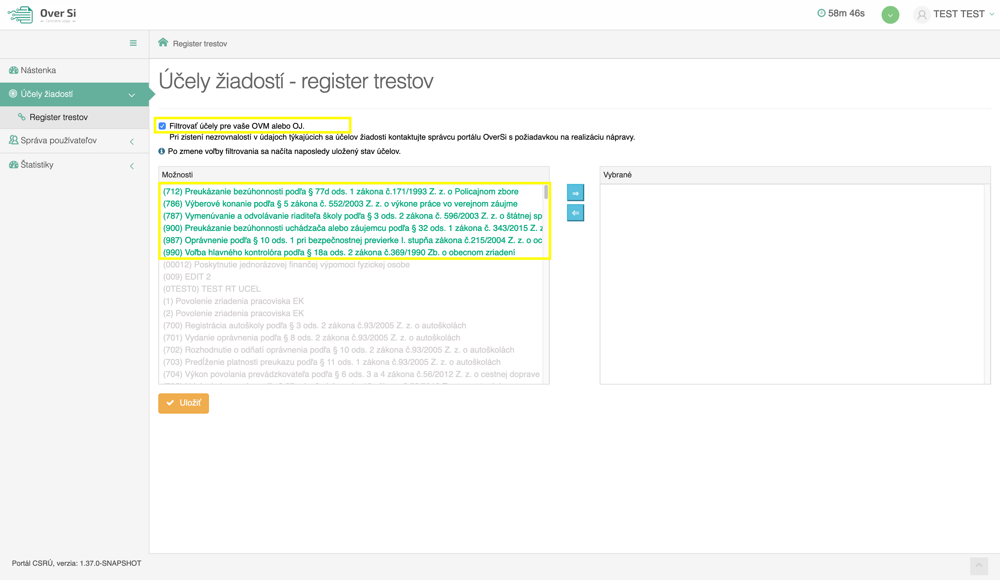 Over Si
Centrálne údaje
58m 46s
TEST TEST
Register trestov
Nástenka
Účely žiadostí
Register trestov
Správa používateľov
Štatistiky
Účely žiadostí - register trestov
Filtrovať účely pre vaše OVM alebo OJ.
Pri zistení nezrovnalostí v údajoch týkajúcich sa účelov žiadosti kontaktujte správcu portálu OverSi s požiadavkou na realizáciu nápravy.
Po zmene voľby filtrovania sa načíta naposledy uložený stav účelov.
Možnosti
(712) Preukázanie bezúhonnosti podľa § 77d ods. 1 zákona č.171/1993 Z. z. o Policajnom zbore
(786) Výberové konanie podľa § 5 zákona č. 552/2003 Z. z. o výkone práce vo verejnom záujme
(787) Vymenúvanie a odvolávanie riaditeľa školy podľa § 3 ods. 2 zákona č. 596/2003 Z. z. o štátnej sp
(900) Preukázanie bezúhonnosti uchádzača alebo záujemcu podľa § 32 ods. 1 zákona č. 343/2015 Z. z
(987) Oprávnenie podľa § 10 ods. 1 pri bezpečnostnej previerke I. stupňa zákona č.215/2004 Z. z. o oc
(990) Voľba hlavného kontrolóra podľa § 18a ods. 2 zákona č.369/1990 Zb. o obecnom zriadení
(00012) Poskytnutie jednorázovej finančej výpomoci fyzickej osobe
(009) EDIT 2
(0TEST0) TEST RT UCEL
(1) Povolenie zriadenia pracoviska EK
(2) Povolenie zriadenia pracoviska EK
(700) Registrácia autoškoly podľa § 3 ods. 2 zákona č.93/2005 Z. z. o autoškolách
(701) Vydanie oprávnenia podľa § 8 ods. 2 zákona č.93/2005 Z. z. o autoškolách
(702) Rozhodnutie o odňatí oprávnenia podľa § 10 ods. 2 zákona č.93/2005 Z. z. o autoškolách
(703) Predĺženie platnosti preukazu podľa § 11 ods. 1 zákona č.93/2005 Z. z. o autoškolách
(704) Výkon povolania prevádzkovateľa podľa § 6 ods. 3 a 4 zákona č.56/2012 Z. z. o cestnej doprave
Vybrané
Uložiť
Portál CSRÚ, verzia: 1.37.0-SNAPSHOT